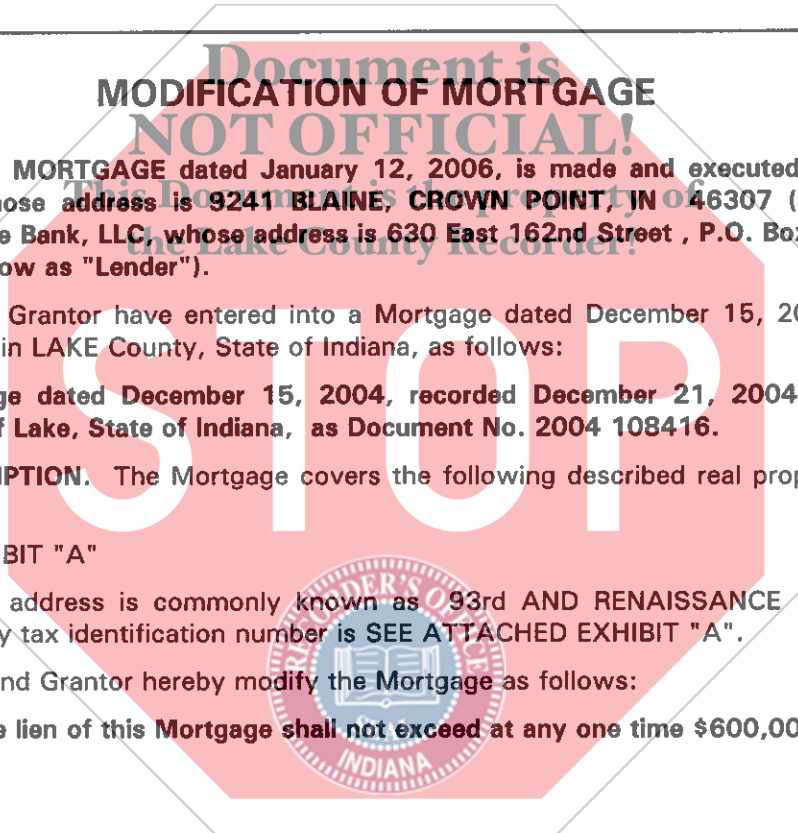 Document is
MODIFICATION OF MORTGAGE
NOT OFFICIAL!
MORTGAGE dated January 12, 2006, is made and executed
This Document is the property of
ose address is 9241 BLAINE, CROWN POINT, IN 46307 (
the Lake County Recorder!
e Bank, LLC, whose address is 630 East 162nd Street , P.O. Box
ow as "Lender").
Grantor have entered into a Mortgage dated December 15, 20
in LAKE County, State of Indiana, as follows:
ge dated December 15, 2004, recorded December 21, 2004
f Lake, State of Indiana, as Document No. 2004 108416.
IPTION. The Mortgage covers the following described real prop
BIT "A"
address is commonly known as 93rd AND RENAISSANCE
y tax identification number is SEE ATTACHED EXHIBIT "A".
nd Grantor hereby modify the Mortgage as follows:
e lien of this Mortgage shall not exceed at any one time $600,00
STOP
RECORDER'S OFFICE
SEAL
INDIANA